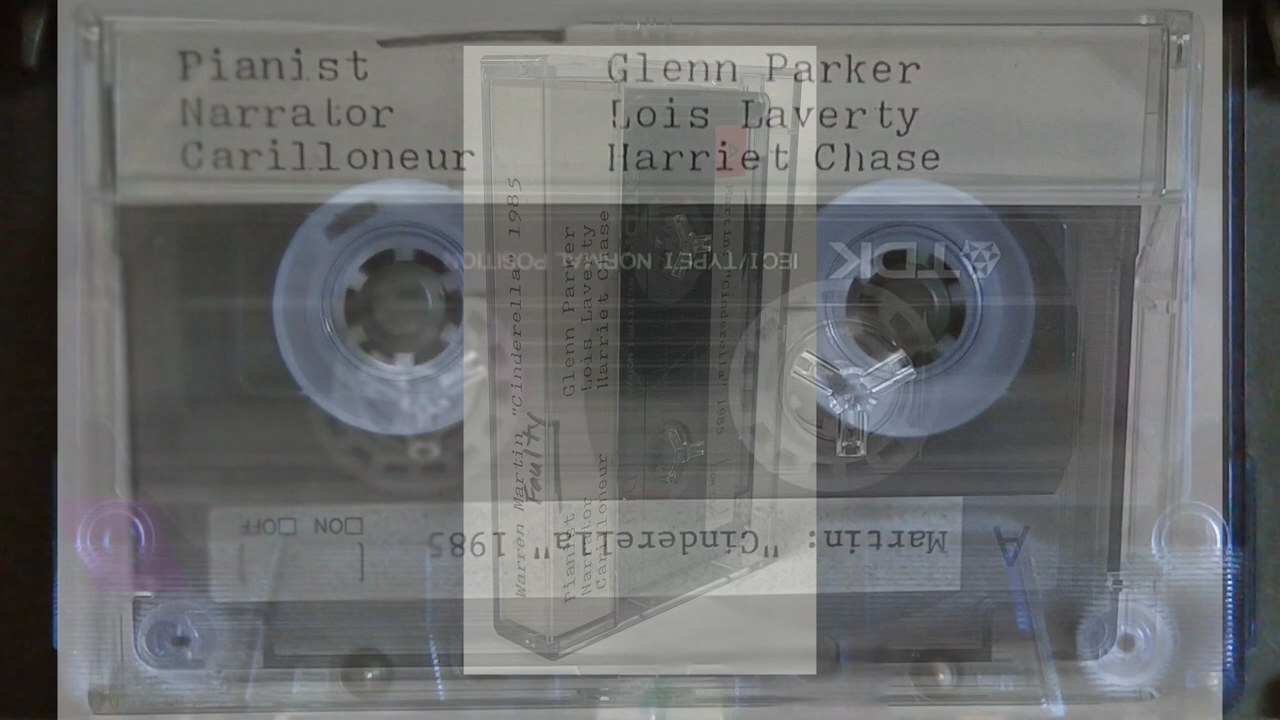 Pianist Glenn Parker
Narrator Lois Laverty
Carilloneur Harriet Chase
TDK
IECI/TYPE I NORMAL POSITION
A Martin: "Cinderella" 1985
ON OFF
Warren Martin "Cinderella" 1985
Faulty
Pianist Glenn Parker
Narrator Lois Laverty
Carilloneur Harriet Chase
A Martin: "Cinderella" 1985